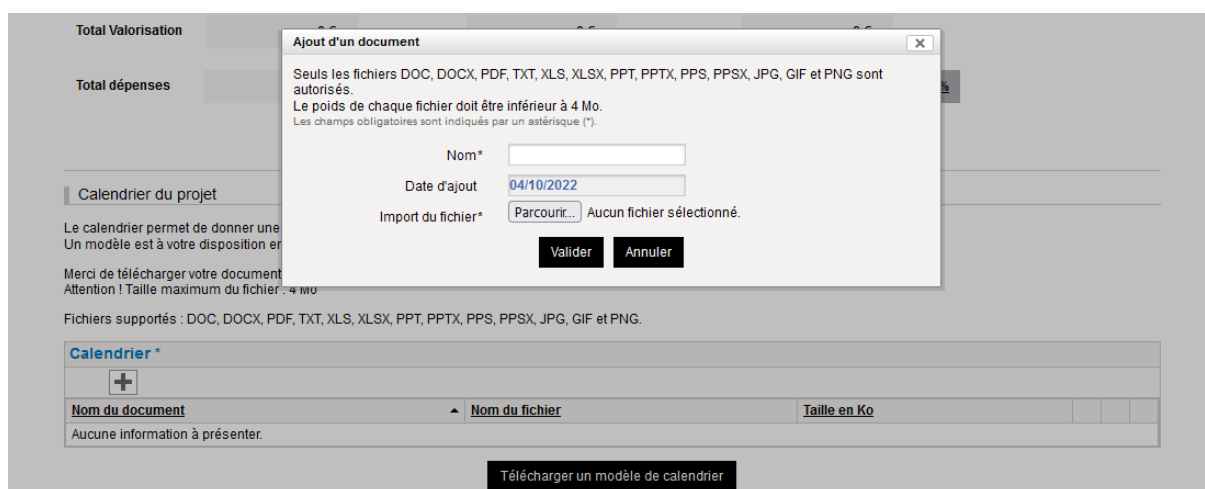 Total Valorisation
Ajout d'un document
Seuls les fichiers DOC, DOCX, PDF, TXT, XLS, XLSX, PPT, PPTX, PPS, PPSX, JPG, GIF et PNG sont
autorisés.
Total dépenses
%
Le poids de chaque fichier doit être inférieur à 4 Mo.
Les champs obligatoires sont indiqués par un astérisque (*).
Nom*
Date d'ajout 04/10/2022
Calendrier du projet
Import du fichier* Parcourir... Aucun fichier sélectionné.
Le calendrier permet de donner une
Un modèle est à votre disposition
Valider Annuler
Merci de télécharger votre document
Attention ! Taille maximum du fichier : 4 Mo
Fichiers supportés : DOC, DOCX, PDF, TXT, XLS, XLSX, PPT, PPTX, PPS, PPSX, JPG, GIF et PNG.
Calendrier *
Nom du document Nom du fichier Taille en Ko
Aucune information à présenter.
Télécharger un modèle de calendrier